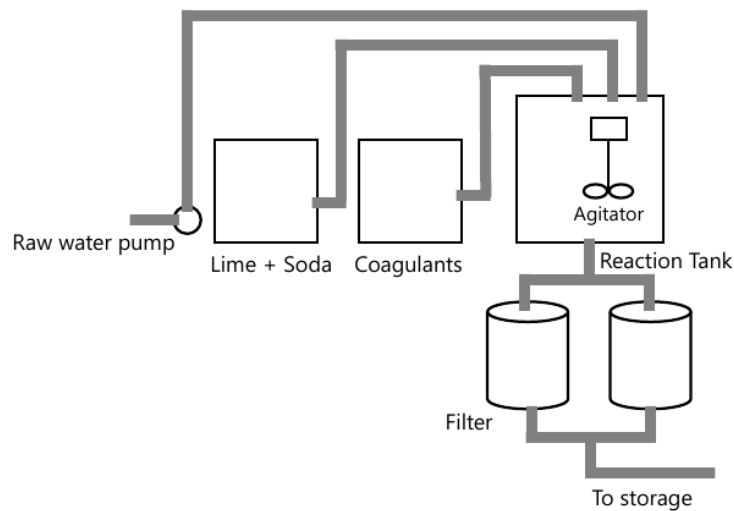 Agitator
Raw water pump
Lime + Soda
Coagulants
Reaction Tank
Filter
To storage